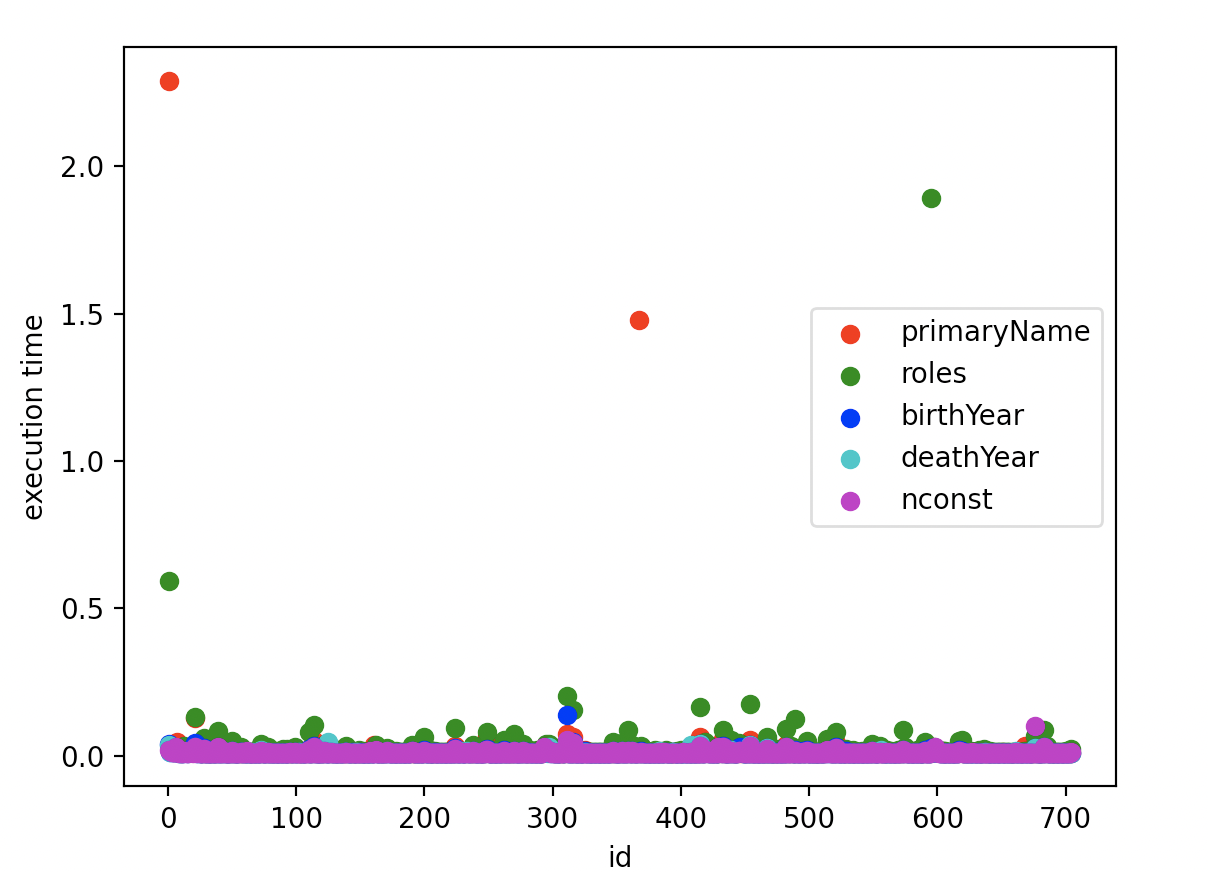 2.0
1.5
1.0
0.5
0.0
execution time
primaryName
roles
birthYear
deathYear
nconst
0 100 200 300 400 500 600 700
id